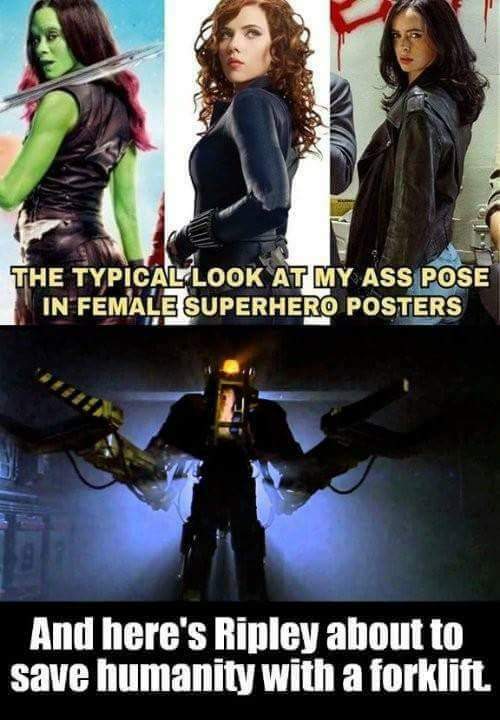 THE TYPICAL LOOK AT MY ASS POSE
IN FEMALE SUPERHERO POSTERS
And here's Ripley about to
save humanity with a forklift.